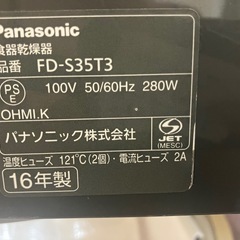 Panasonic
食器乾燥器
品番 FD-S35T3
PS
E
100V 50/60Hz 280W
OHMI.K
パナソニック株式会社
S
JET
(MESC)
温度ヒューズ 121℃(2個)・電流ヒューズ 2A
16年製